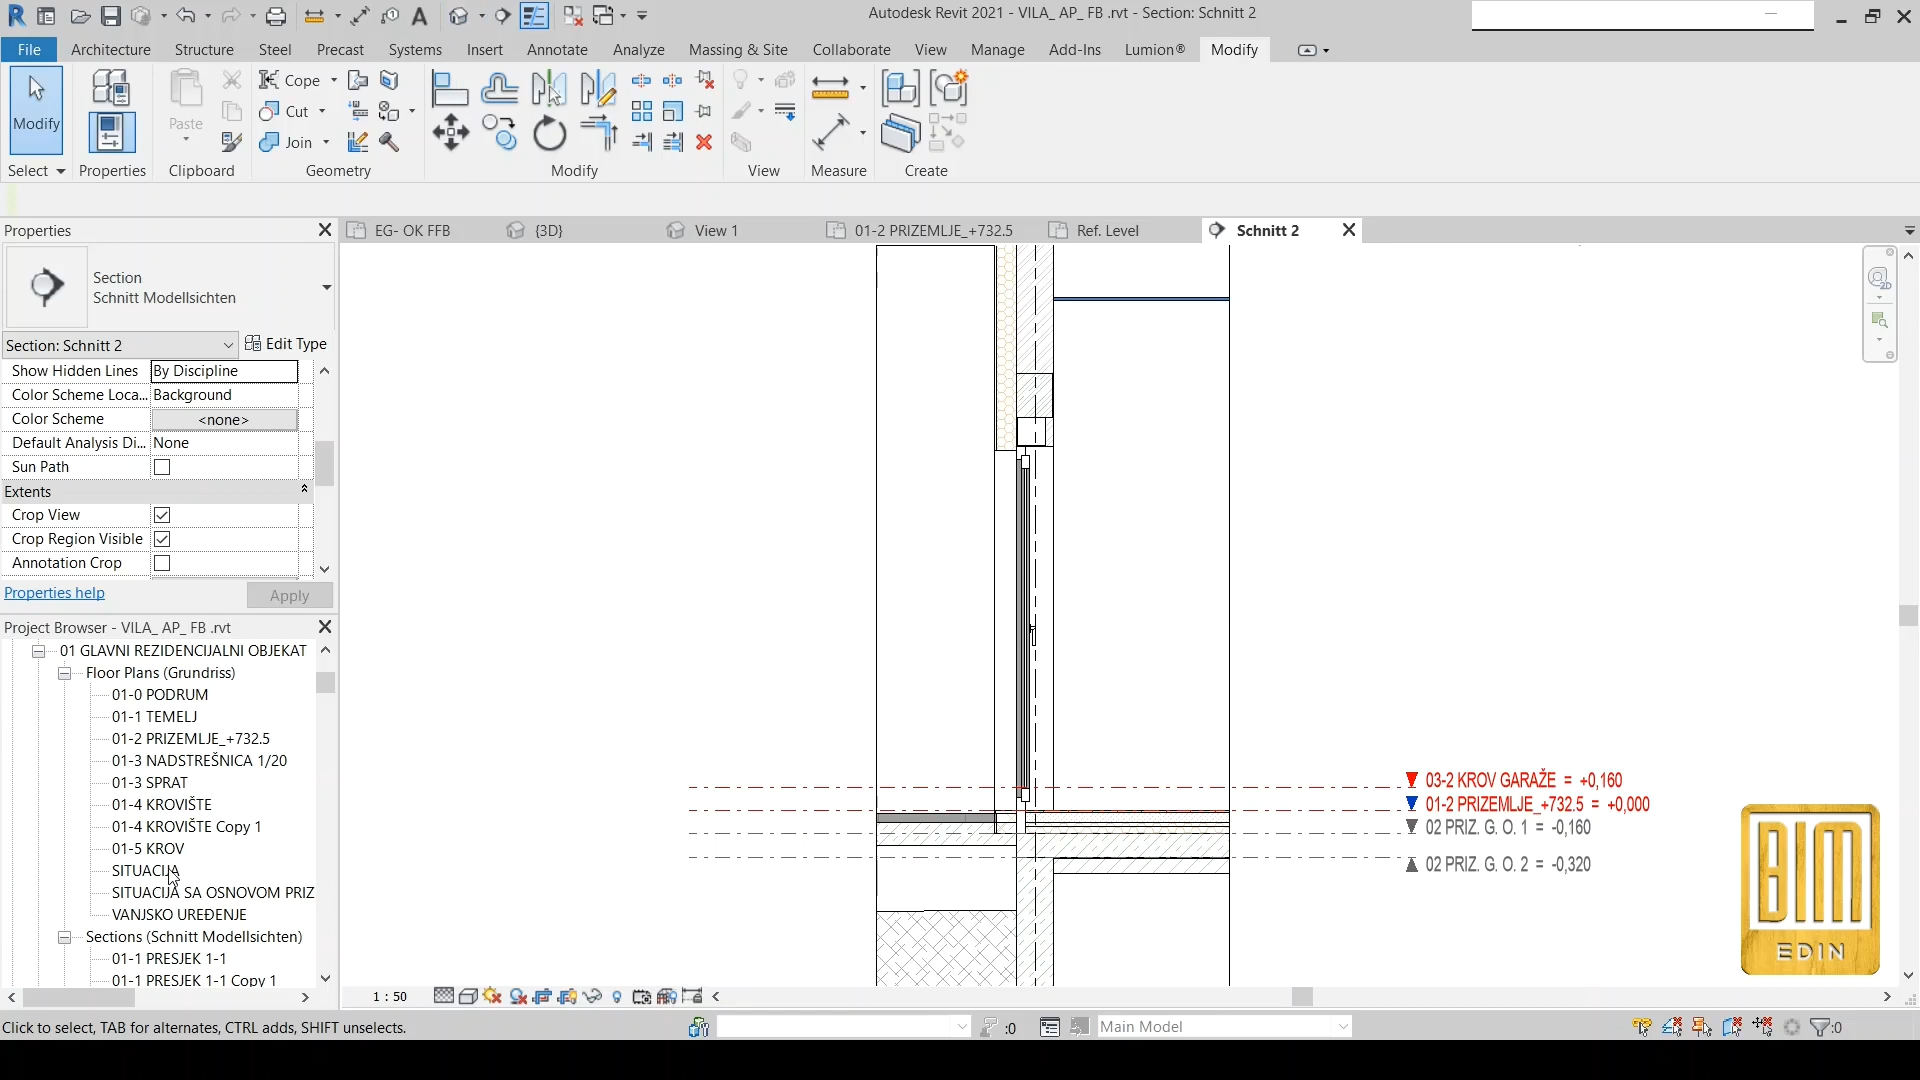 Autodesk Revit 2021 - VILA_ AP_ FB .rvt - Section: Schnitt 2
File Architecture Structure Steel Precast Systems Insert Annotate Analyze Massing & Site Collaborate View Manage Add-Ins Lumion® Modify
Modify
Paste
Cope
Cut
Join
Select Properties Clipboard Geometry Modify View Measure Create
Properties
EG- OK FFB {3D} View 1 01-2 PRIZEMLJE_+732.5 Ref. Level Schnitt 2
Section
Schnitt Modellsichten
Section: Schnitt 2 Edit Type
Show Hidden Lines By Discipline
Color Scheme Loca... Background
Color Scheme <none>
Default Analysis Di... None
Sun Path
Extents
Crop View
Crop Region Visible
Annotation Crop
Properties help Apply
Project Browser - VILA_ AP_ FB .rvt
01 GLAVNI REZIDENCIJALNI OBJEKAT
Floor Plans (Grundriss)
01-0 PODRUM
01-1 TEMELJ
01-2 PRIZEMLJE_+732.5
01-3 NADSTREŠNICA 1/20
01-3 SPRAT
01-4 KROVIŠTE
01-4 KROVIŠTE Copy 1
01-5 KROV
SITUACIJA
SITUACIJA SA OSNOVOM PRIZ
VANJSKO UREĐENJE
Sections (Schnitt Modellsichten)
01-1 PRESJEK 1-1
01-1 PRESJEK 1-1 Copy 1
2D
03-2 KROV GARAŽE = +0,160
01-2 PRIZEMLJE_+732.5 = +0,000
02 PRIZ. G. O. 1 = -0,160
02 PRIZ. G. O. 2 = -0,320
BIM
EDIN
1 : 50
Click to select, TAB for alternates, CTRL adds, SHIFT unselects.
:0
Main Model
:0